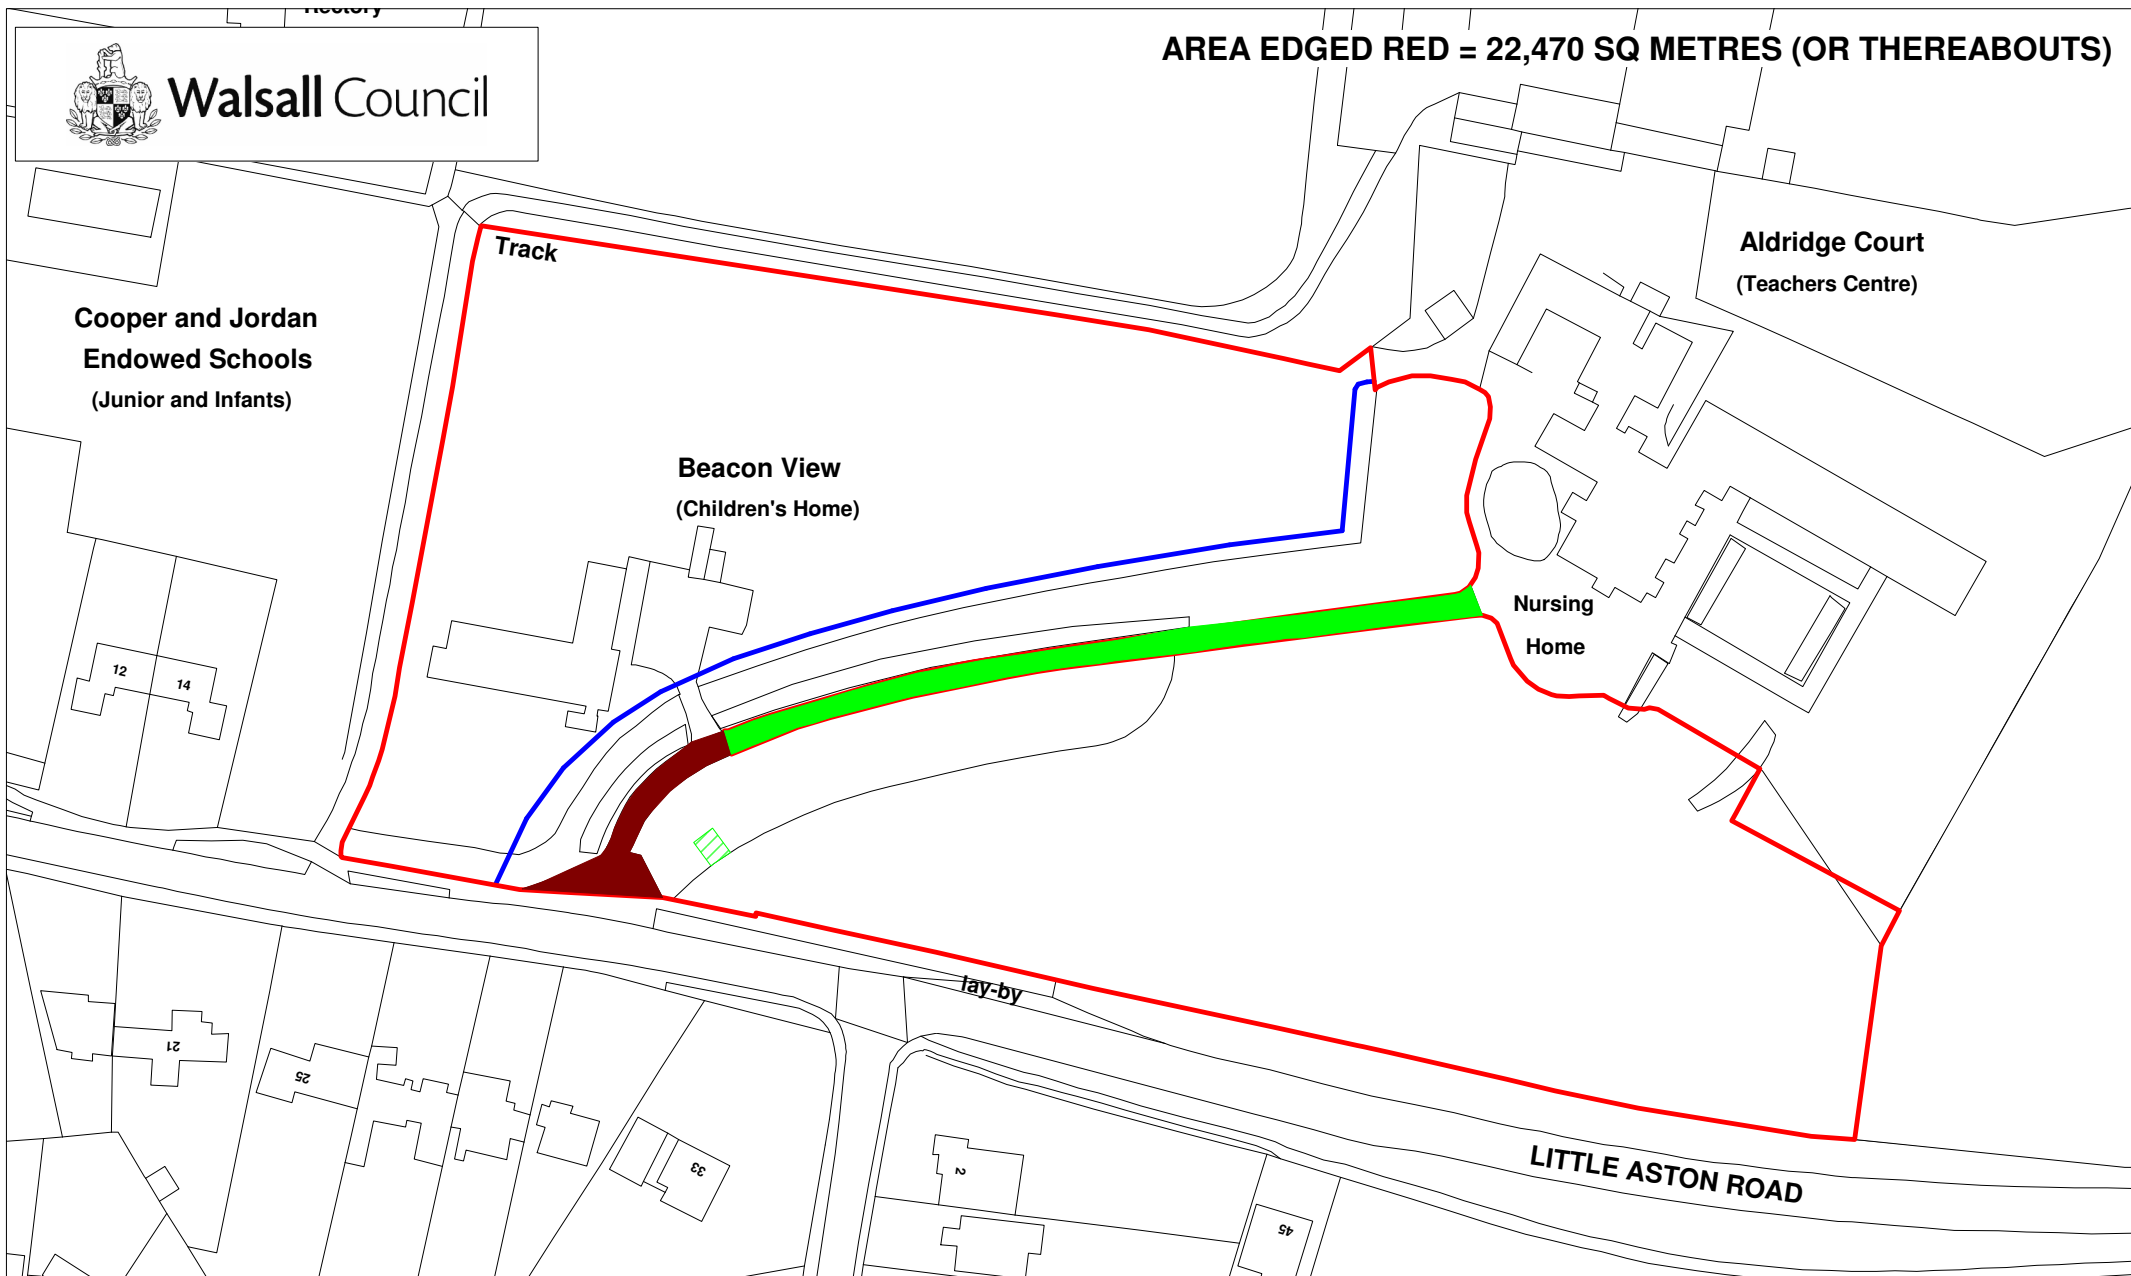 Rectory
AREA EDGED RED = 22,470 SQ METRES (OR THEREABOUTS)
Walsall Council
Track
Aldridge Court
(Teachers Centre)
Cooper and Jordan
Endowed Schools
(Junior and Infants)
Beacon View
(Children's Home)
Nursing
Home
12
14
lay-by
21
25
33
2
45
LITTLE ASTON ROAD